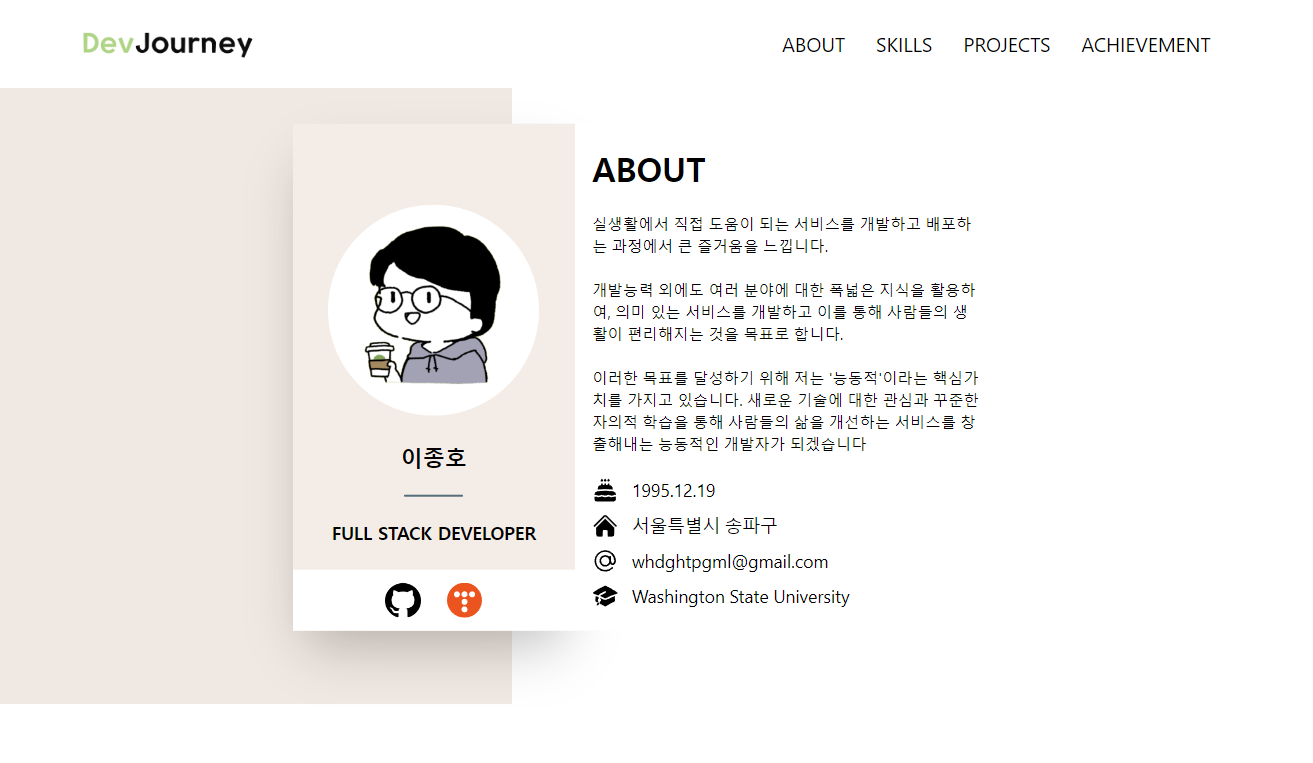 DevJourney
ABOUT SKILLS PROJECTS ACHIEVEMENT
이종호
FULL STACK DEVELOPER
ABOUT
실생활에서 직접 도움이 되는 서비스를 개발하고 배포하
는 과정에서 큰 즐거움을 느낍니다.
개발능력 외에도 여러 분야에 대한 폭넓은 지식을 활용하
여, 의미 있는 서비스를 개발하고 이를 통해 사람들의 생
활이 편리해지는 것을 목표로 합니다.
이러한 목표를 달성하기 위해 저는 '능동적'이라는 핵심가
치를 가지고 있습니다. 새로운 기술에 대한 관심과 꾸준한
자의적 학습을 통해 사람들의 삶을 개선하는 서비스를 창
출해내는 능동적인 개발자가 되겠습니다
1995.12.19
서울특별시 송파구
whdghtpgml@gmail.com
Washington State University